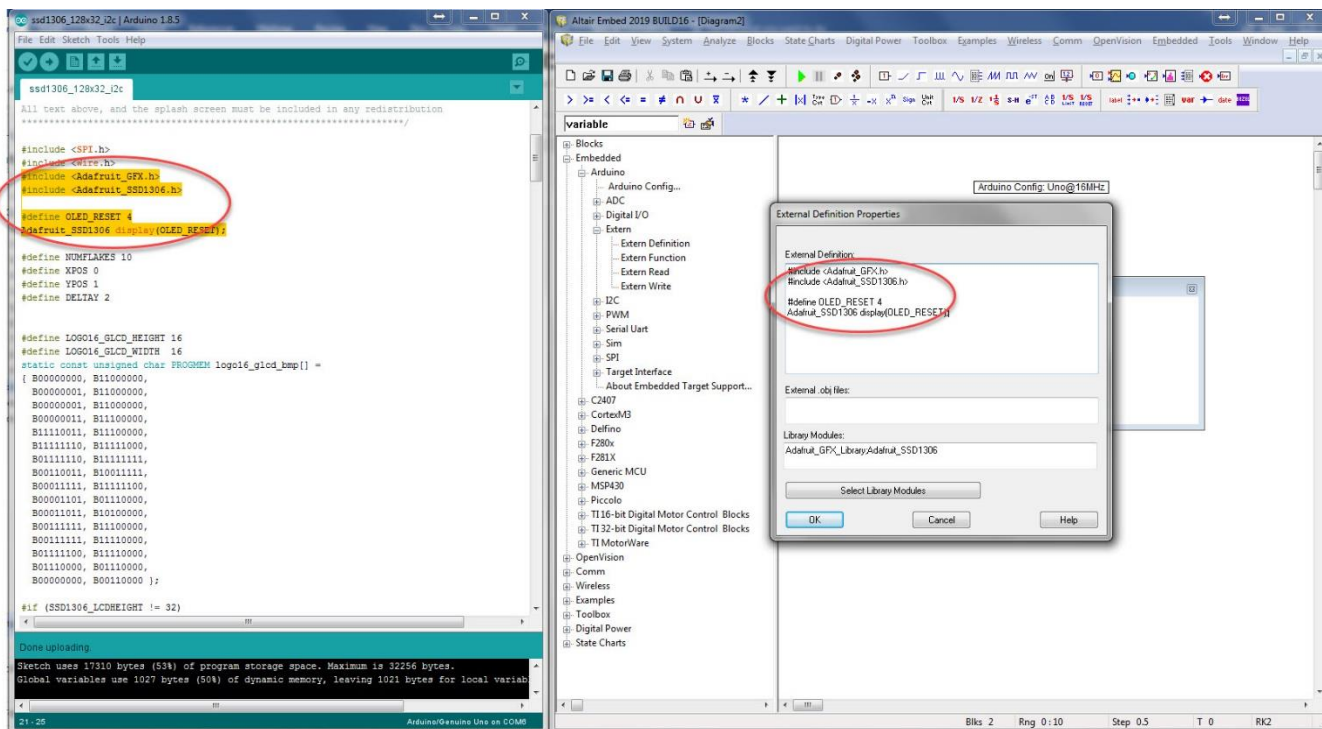 ssd1306_128x32_i2c | Arduino 1.8.5
File Edit Sketch Tools Help
ssd1306_128x32_i2c
All text above, and the splash screen must be included in any redistribution
*********************************************************************/
#include <SPI.h>
#include <Wire.h>
#include <Adafruit_GFX.h>
#include <Adafruit_SSD1306.h>
#define OLED_RESET 4
Adafruit_SSD1306 display(OLED_RESET);
#define NUMFLAKES 10
#define XPOS 0
#define YPOS 1
#define DELTAY 2
#define LOGO16_GLCD_HEIGHT 16
#define LOGO16_GLCD_WIDTH  16
static const unsigned char PROGMEM logo16_glcd_bmp[] =
{ B00000000, B11000000,
B00000001, B11000000,
B00000001, B11000000,
B00000011, B11100000,
B11110011, B11100000,
B11111110, B11111000,
B01111110, B11111111,
B00110011, B10011111,
B00011111, B11111100,
B00001101, B01110000,
B00011011, B10100000,
B00111111, B11100000,
B00111111, B11110000,
B01111100, B11110000,
B01110000, B01110000,
B00000000, B00110000 };
#if (SSD1306_LCDHEIGHT != 32)
Done uploading.
Sketch uses 17310 bytes (53%) of program storage space. Maximum is 32256 bytes.
Global variables use 1027 bytes (50%) of dynamic memory, leaving 1021 bytes for local variab
21 - 25
Arduino/Genuino Uno on COM6
Altair Embed 2019 BUILD16 - [Diagram2]
File Edit View System Analyze Blocks State Charts Digital Power Toolbox Examples Wireless Comm OpenVision Embedded Tools Window Help
variable
Blocks
Embedded
Arduino
Arduino Config...
ADC
Digital I/O
Extern
Extern Definition
Extern Function
Extern Read
Extern Write
I2C
PWM
Serial Uart
Sim
SPI
Target Interface
About Embedded Target Support...
C2407
CortexM3
Delfino
F280x
F281X
Generic MCU
MSP430
Piccolo
TI 16-bit Digital Motor Control Blocks
TI 32-bit Digital Motor Control Blocks
TI MotorWare
OpenVision
Comm
Wireless
Examples
Toolbox
Digital Power
State Charts
Arduino Config: Uno@16MHz
External Definition Properties
External Definition:
#include <Adafruit_GFX.h>
#include <Adafruit_SSD1306.h>
#define OLED_RESET 4
Adafruit_SSD1306 display(OLED_RESET);
External .obj files:
Library Modules:
Adafruit_GFX_Library;Adafruit_SSD1306
Select Library Modules
OK
Cancel
Help
Blks 2
Rng 0:10
Step 0.5
T 0
RK2